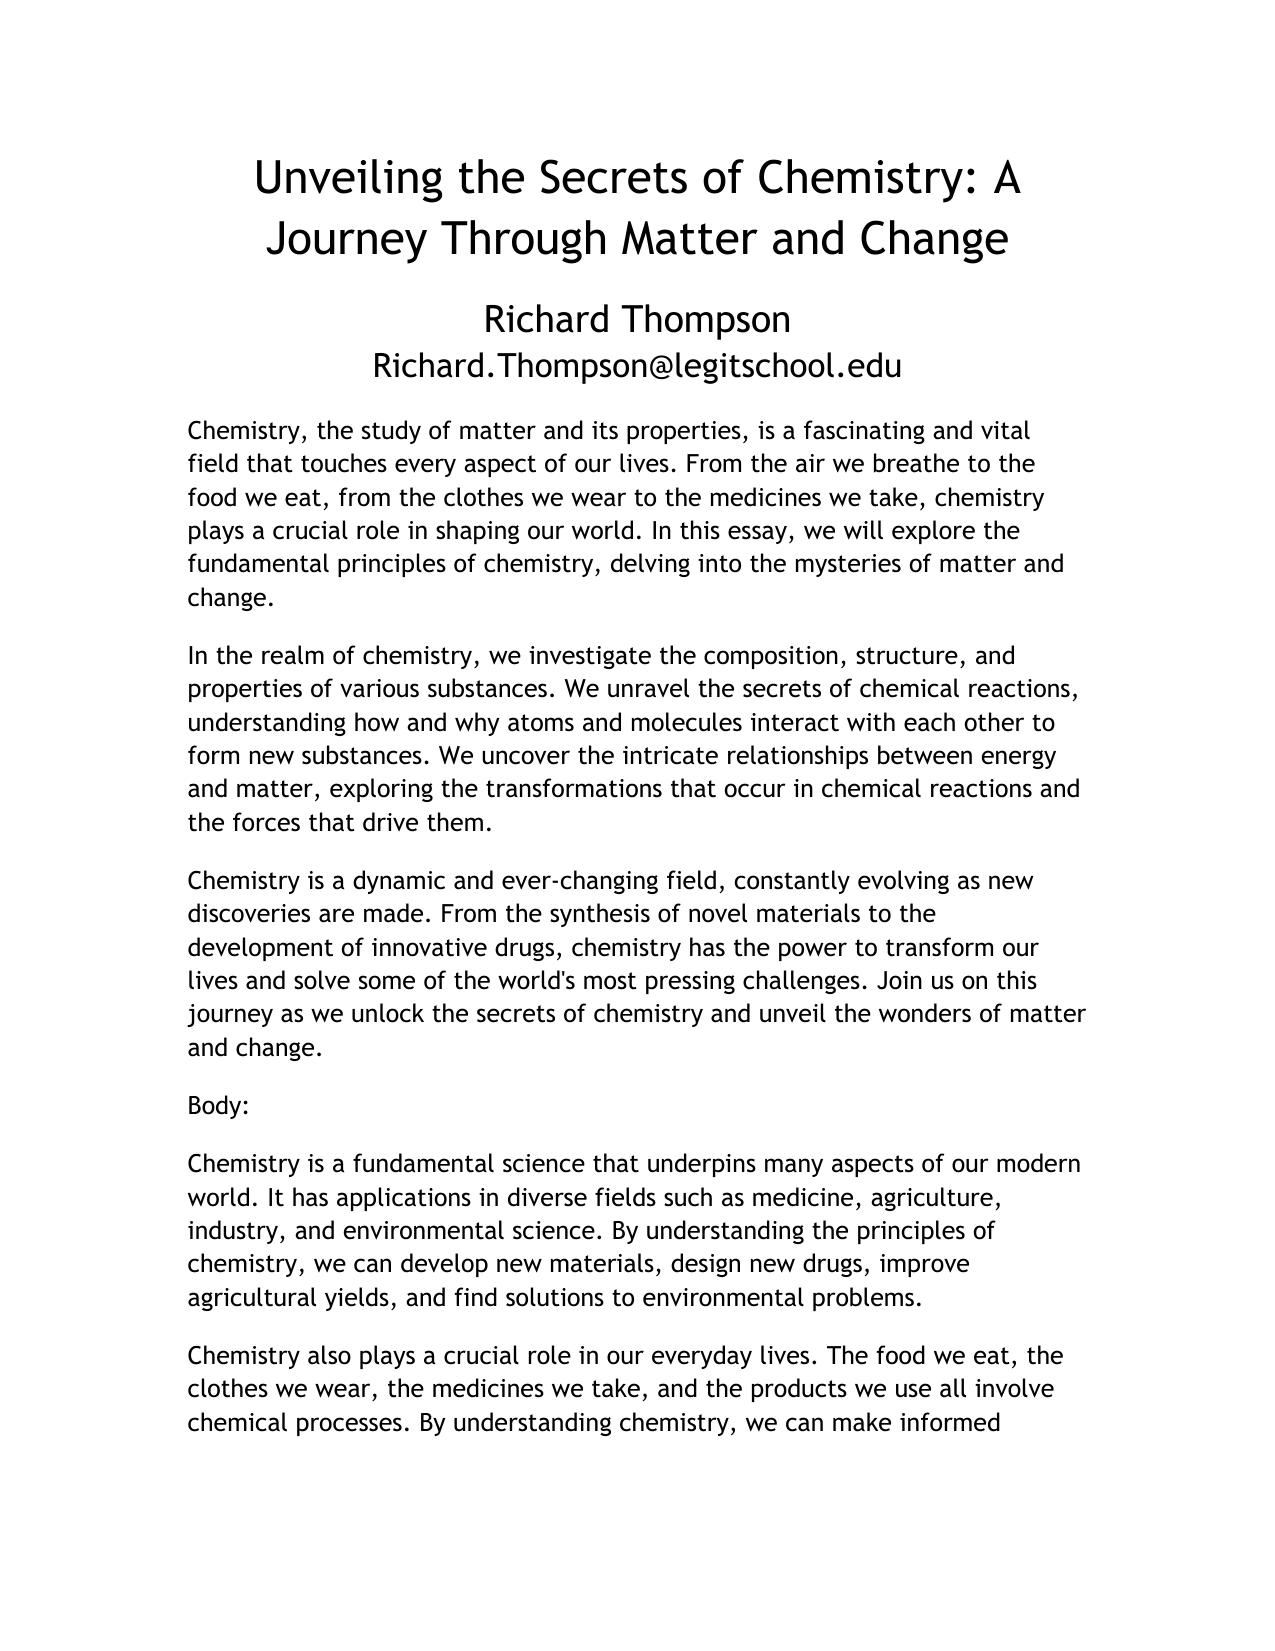 Unveiling the Secrets of Chemistry: A
Journey Through Matter and Change
Richard Thompson
Richard.Thompson@legitschool.edu
Chemistry, the study of matter and its properties, is a fascinating and vital
field that touches every aspect of our lives. From the air we breathe to the
food we eat, from the clothes we wear to the medicines we take, chemistry
plays a crucial role in shaping our world. In this essay, we will explore the
fundamental principles of chemistry, delving into the mysteries of matter and
change.
In the realm of chemistry, we investigate the composition, structure, and
properties of various substances. We unravel the secrets of chemical reactions,
understanding how and why atoms and molecules interact with each other to
form new substances. We uncover the intricate relationships between energy
and matter, exploring the transformations that occur in chemical reactions and
the forces that drive them.
Chemistry is a dynamic and ever-changing field, constantly evolving as new
discoveries are made. From the synthesis of novel materials to the
development of innovative drugs, chemistry has the power to transform our
lives and solve some of the world's most pressing challenges. Join us on this
journey as we unlock the secrets of chemistry and unveil the wonders of matter
and change.
Body:
Chemistry is a fundamental science that underpins many aspects of our modern
world. It has applications in diverse fields such as medicine, agriculture,
industry, and environmental science. By understanding the principles of
chemistry, we can develop new materials, design new drugs, improve
agricultural yields, and find solutions to environmental problems.
Chemistry also plays a crucial role in our everyday lives. The food we eat, the
clothes we wear, the medicines we take, and the products we use all involve
chemical processes. By understanding chemistry, we can make informed